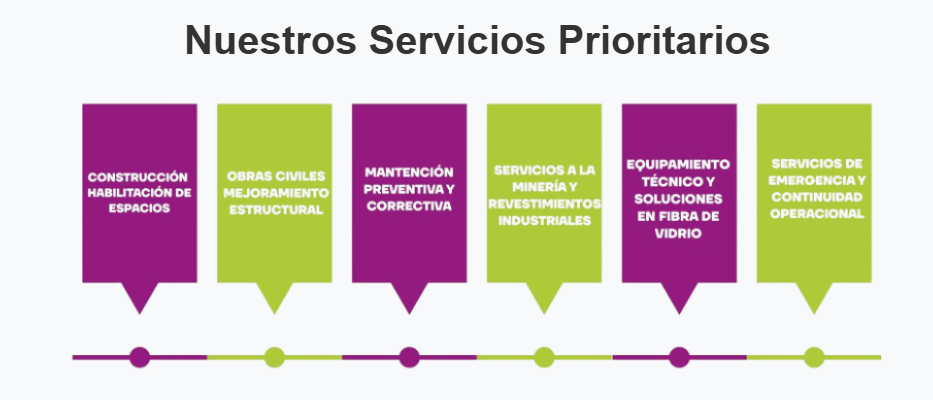 Nuestros Servicios Prioritarios
CONSTRUCCIÓN
HABILITACIÓN DE
ESPACIOS
OBRAS CIVILES
MEJORAMIENTO
ESTRUCTURAL
MANTENCIÓN
PREVENTIVA Y
CORRECTIVA
SERVICIOS A LA
MINERÍA Y
REVESTIMIENTOS
INDUSTRIALES
EQUIPAMIENTO
TÉCNICO Y
SOLUCIONES
EN FIBRA DE
VIDRIO
SERVICIOS DE
EMERGENCIA Y
CONTINUIDAD
OPERACIONAL